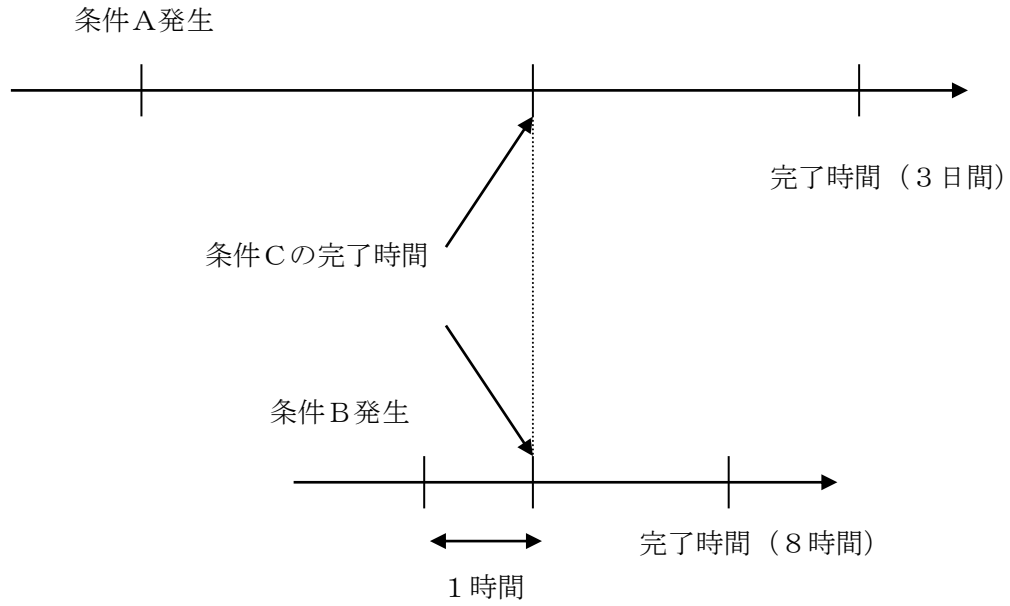 条件Ａ発生
完了時間（３日間）
条件Ｃの完了時間
条件Ｂ発生
完了時間（８時間）
１時間